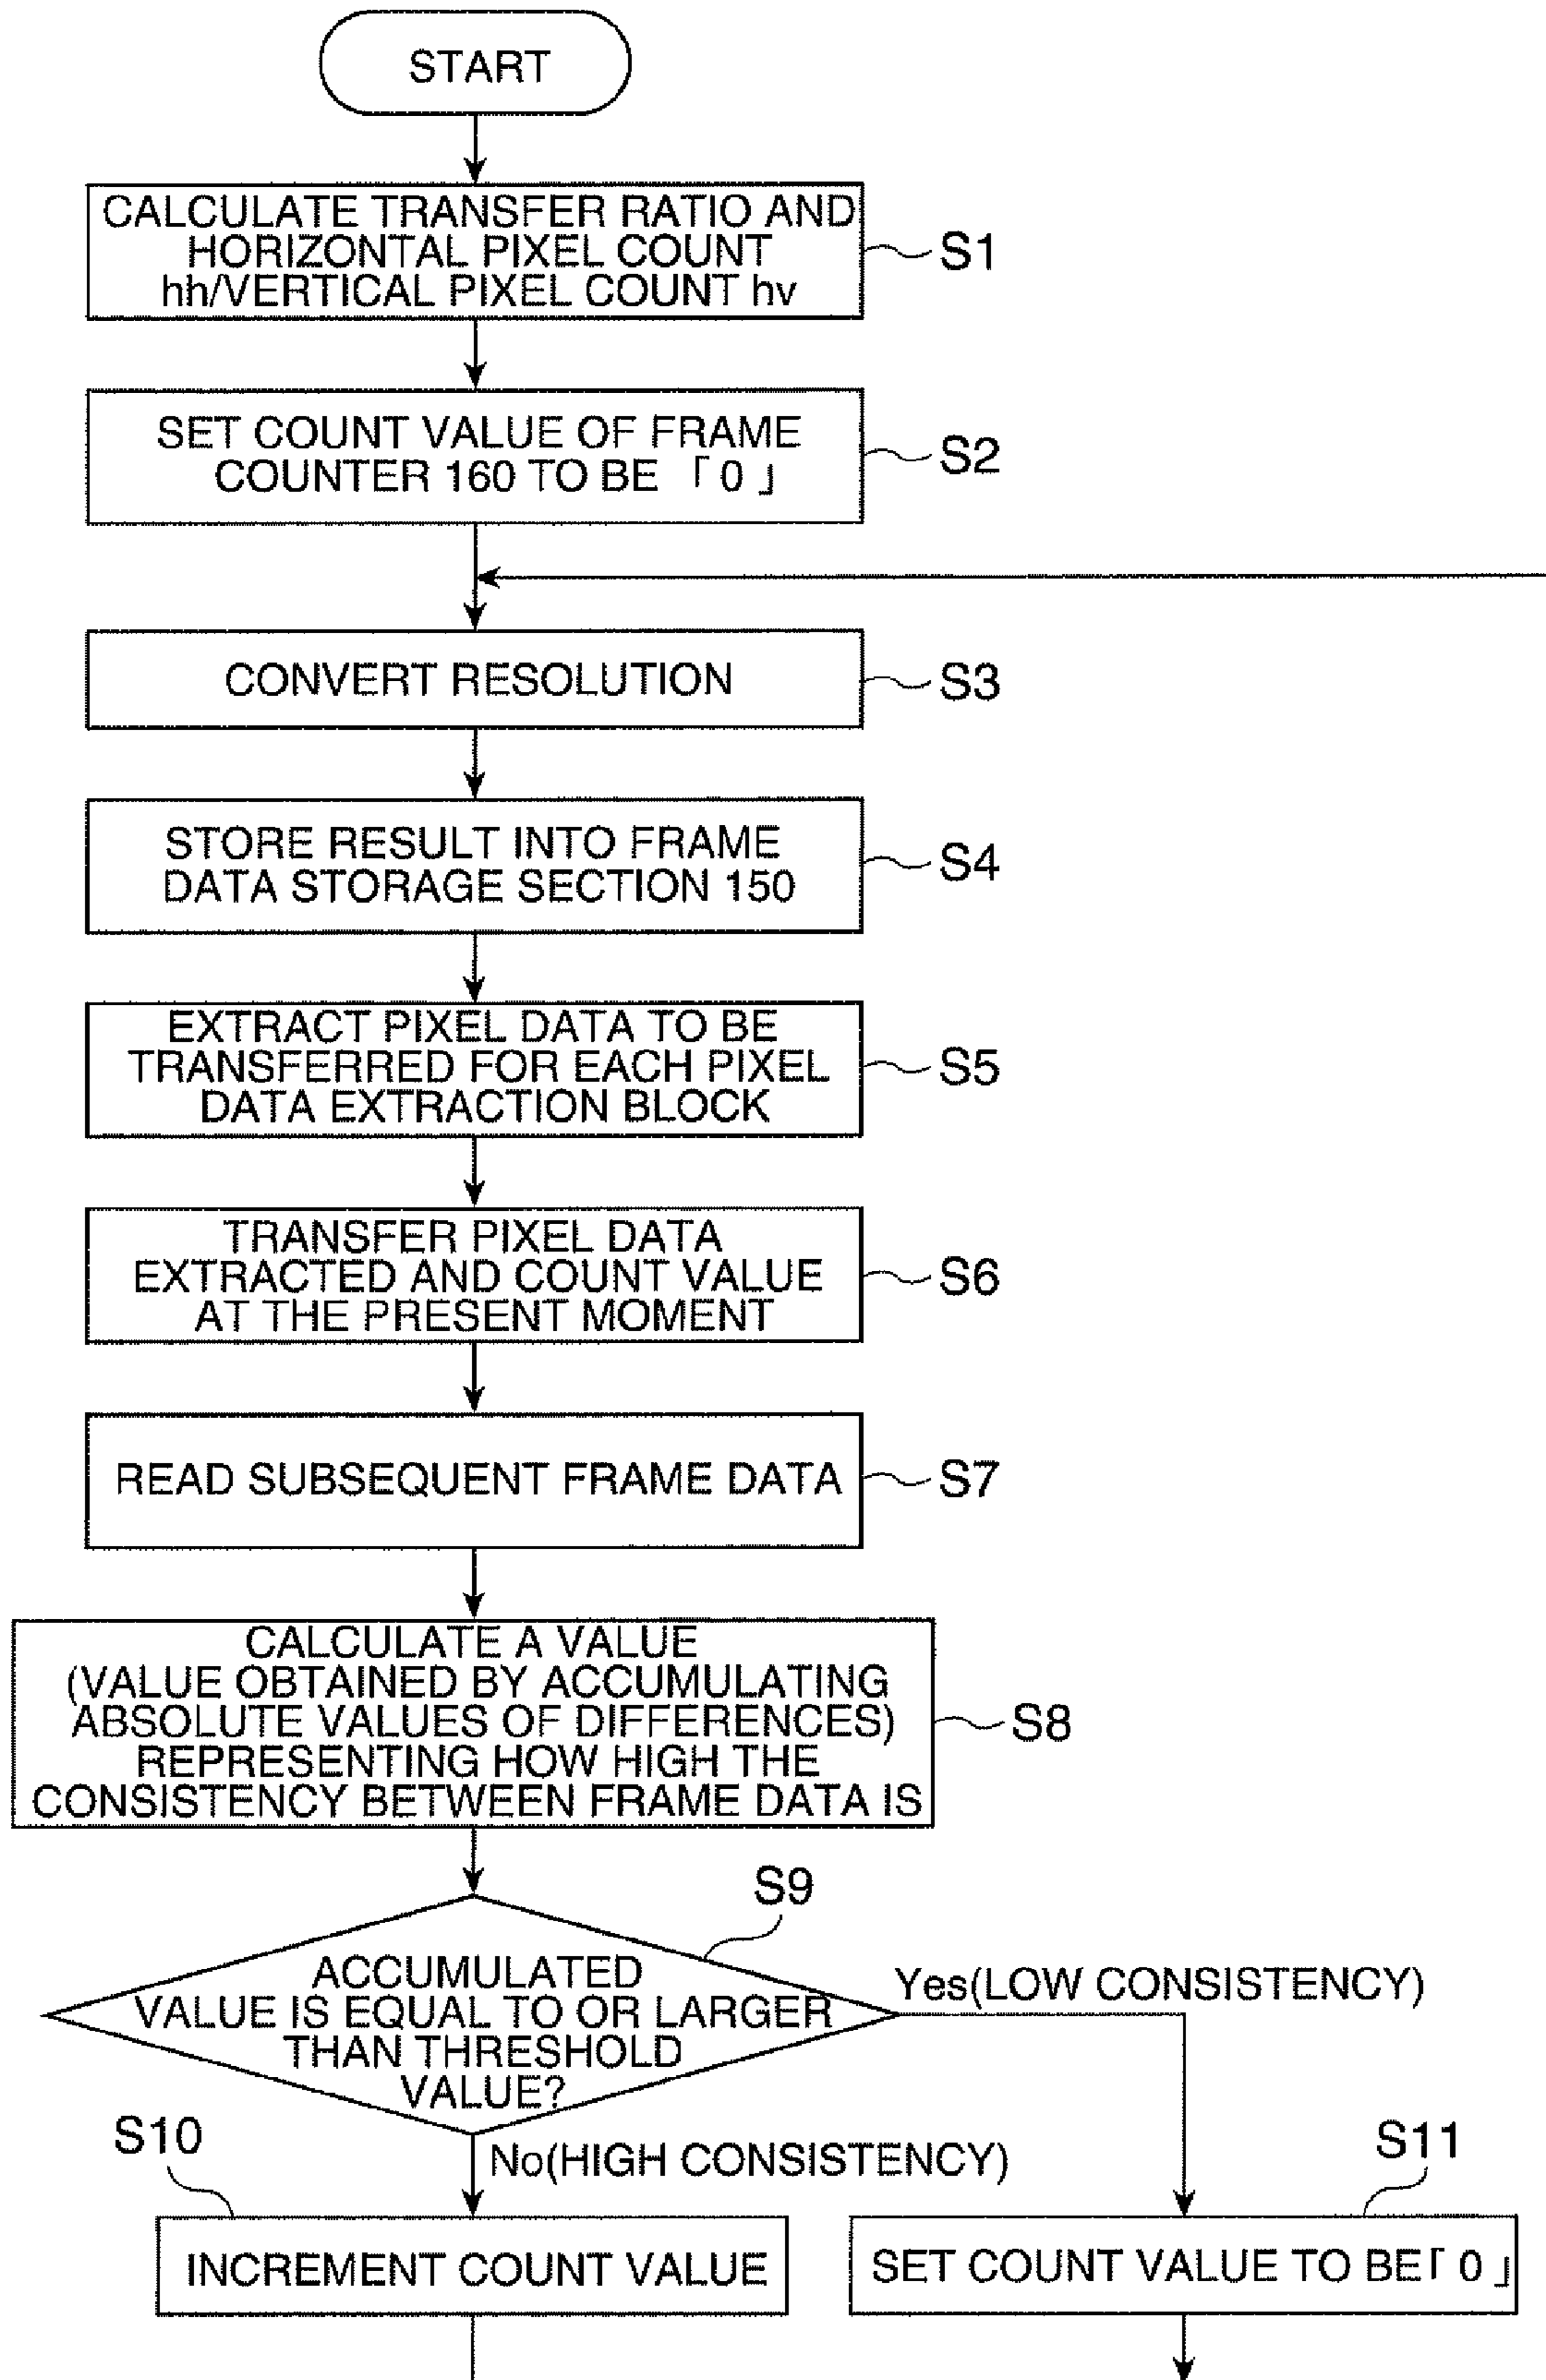 START
CALCULATE TRANSFER RATIO AND
HORIZONTAL PIXEL COUNT
hh/VERTICAL PIXEL COUNT hv
S1
SET COUNT VALUE OF FRAME
COUNTER 160 TO BE 「 0 」
S2
CONVERT RESOLUTION
S3
STORE RESULT INTO FRAME
DATA STORAGE SECTION 150
S4
EXTRACT PIXEL DATA TO BE
TRANSFERRED FOR EACH PIXEL
DATA EXTRACTION BLOCK
S5
TRANSFER PIXEL DATA
EXTRACTED AND COUNT VALUE
AT THE PRESENT MOMENT
S6
READ SUBSEQUENT FRAME DATA
S7
CALCULATE A VALUE
(VALUE OBTAINED BY ACCUMULATING
ABSOLUTE VALUES OF DIFFERENCES)
REPRESENTING HOW HIGH THE
CONSISTENCY BETWEEN FRAME DATA IS
S8
S9
ACCUMULATED
VALUE IS EQUAL TO OR LARGER
THAN THRESHOLD
VALUE?
Yes(LOW CONSISTENCY)
No(HIGH CONSISTENCY)
S10
INCREMENT COUNT VALUE
S11
SET COUNT VALUE TO BE「 0 」